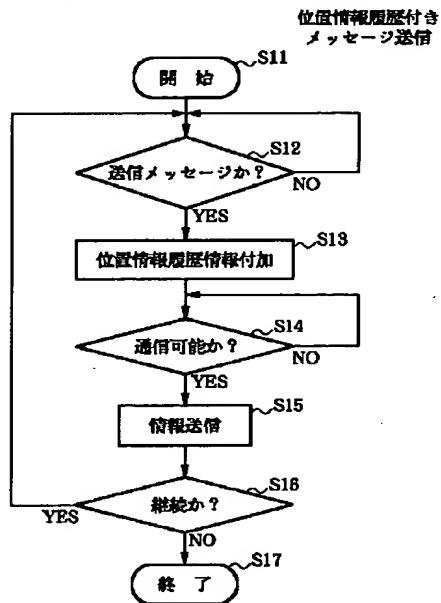 位置情報履歴付き
メッセージ送信
S11
開 始
S12
送信メッセージか?
NO
YES
S13
位置情報履歴情報付加
S14
通信可能か?
NO
YES
S15
情報送信
S16
継続か?
YES
NO
S17
終 了